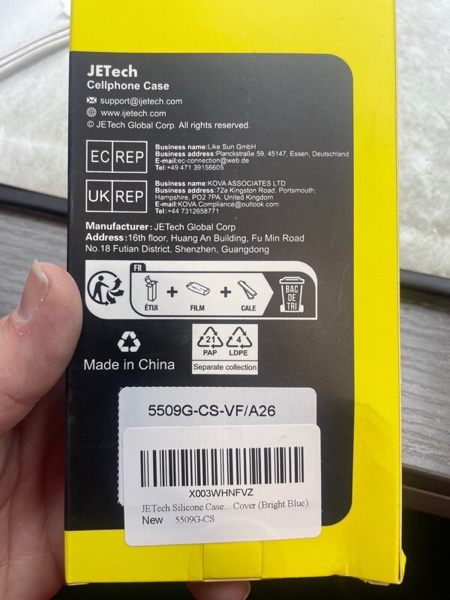 JETech
Cellphone Case
support@ijetech.com
www.ijetech.com
© JETech Global Corp. All rights reserved.
EC REP
Business name:Like Sun GmbH
Business address:Planckstraße 59, 45147, Essen, Deutschland
E-mail:ec-connection@web.de
Tel:+49 471 39156605
UK REP
Business name:KOVA ASSOCIATES LTD
Business address:72a Kingston Road, Portsmouth,
Hampshire, PO2 7PA, United Kingdom
E-mail:KOVA.Compliance@outlook.com
Tel:+44 7312658771
Manufacturer: JETech Global Corp
Address:16th floor, Huang An Building, Fu Min Road
No.18 Futian District, Shenzhen, Guangdong
FR
ÉTUI + FILM + CALE
BAC
DE
TRI
Made in China
21 4
PAP LDPE
Separate collection
5509G-CS-VF/A26
X003WHNFVZ
JETech Silicone Case... Cover (Bright Blue)
New 5509G-CS